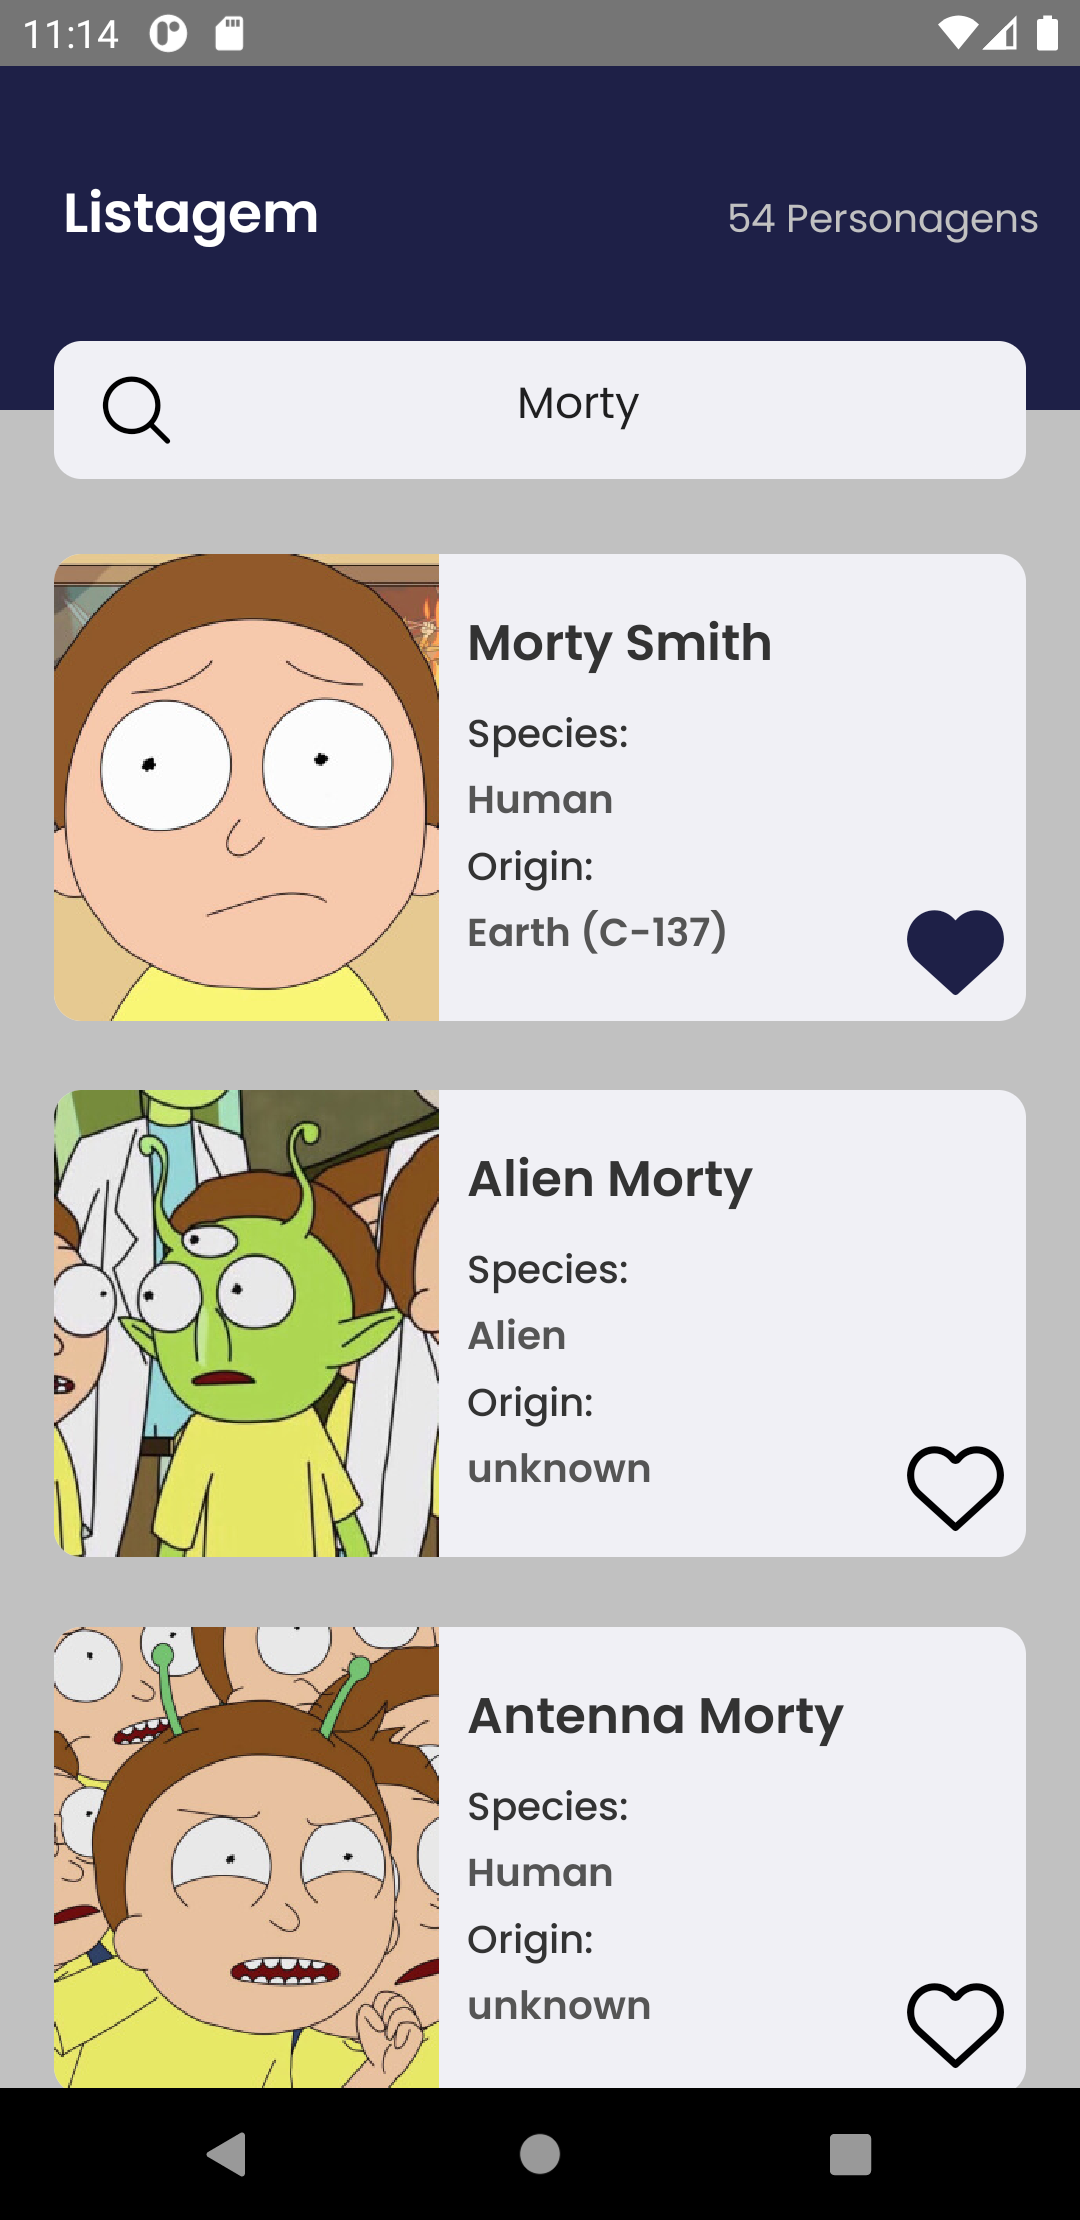 11:14
Listagem
54 Personagens
Morty
Morty Smith
Species:
Human
Origin:
Earth (C-137)
Alien Morty
Species:
Alien
Origin:
unknown
Antenna Morty
Species:
Human
Origin:
unknown